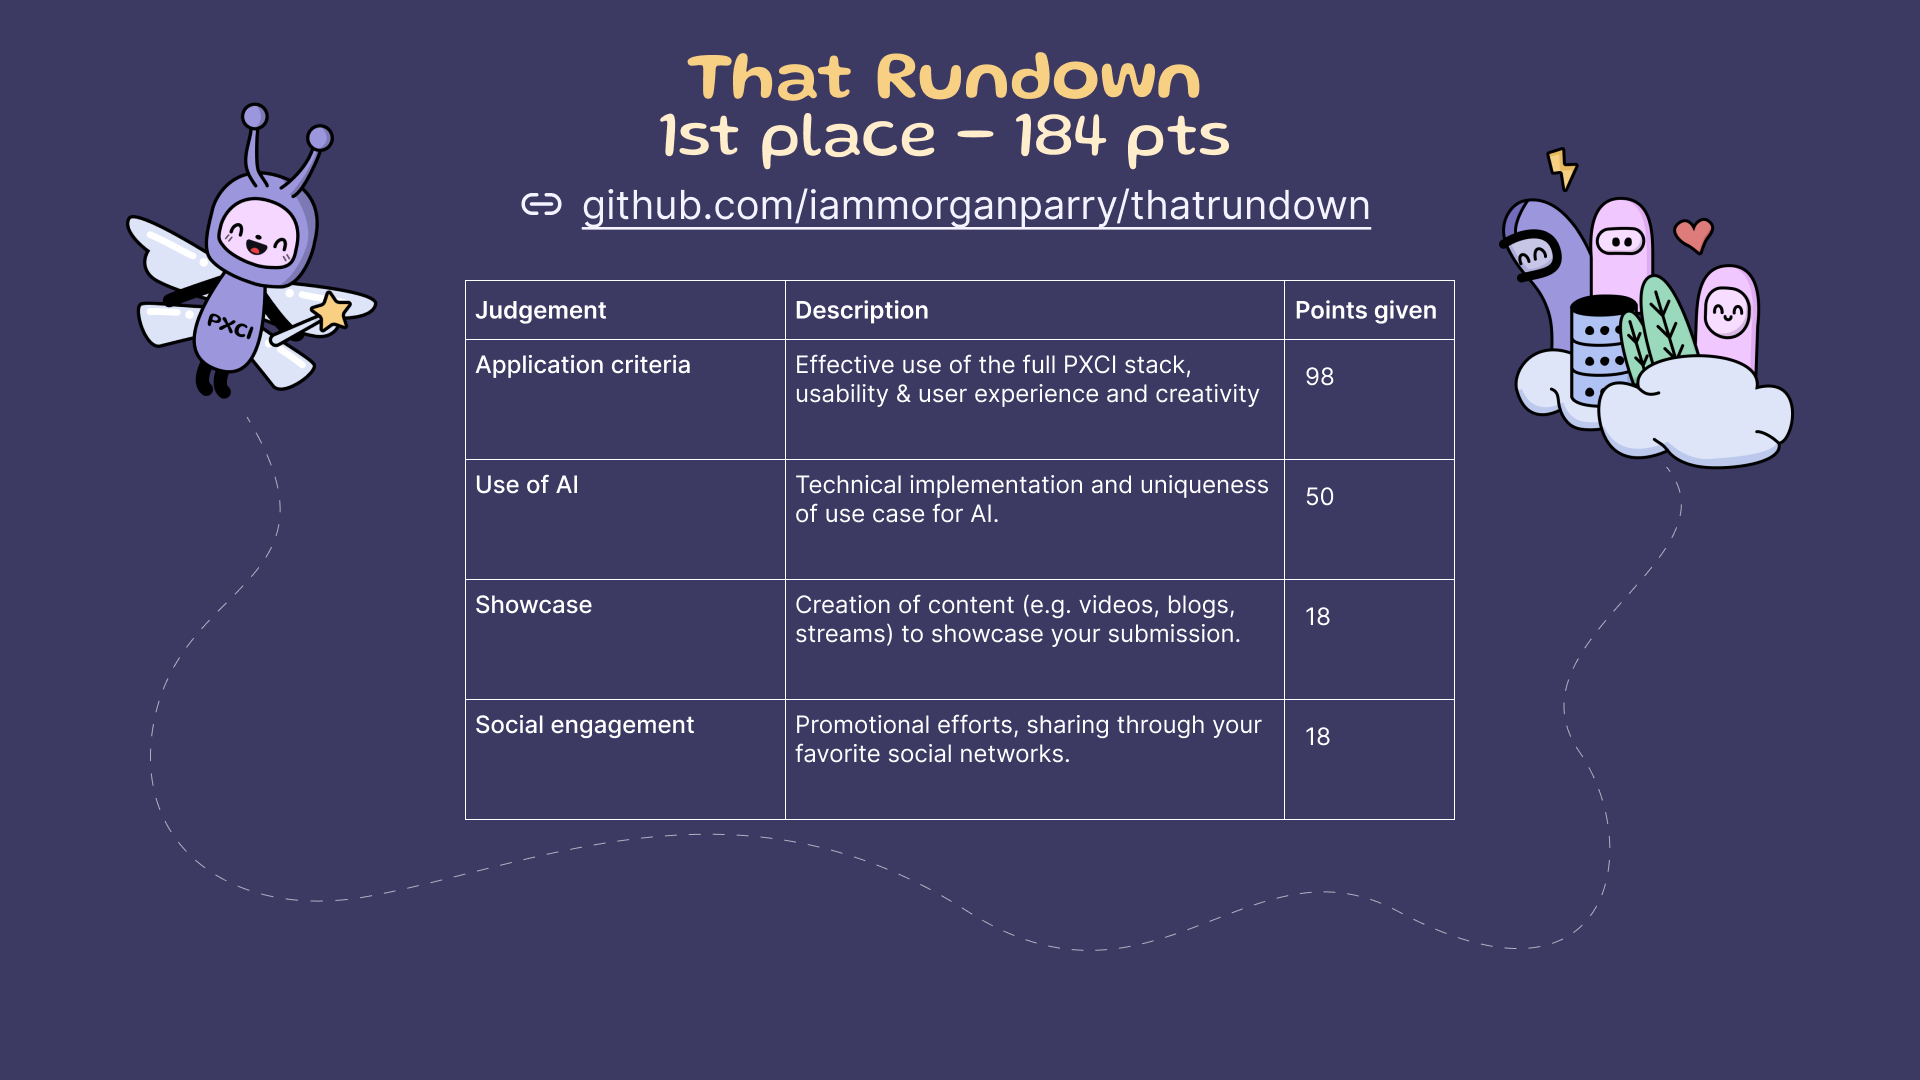 That Rundown
1st place – 184 pts
github.com/iammorganparry/thatrundown
PXCI
Judgement
Description
Points given
Application criteria
Effective use of the full PXCI stack,
usability & user experience and creativity
98
Use of AI
Technical implementation and uniqueness
of use case for AI.
50
Showcase
Creation of content (e.g. videos, blogs,
streams) to showcase your submission.
18
Social engagement
Promotional efforts, sharing through your
favorite social networks.
18